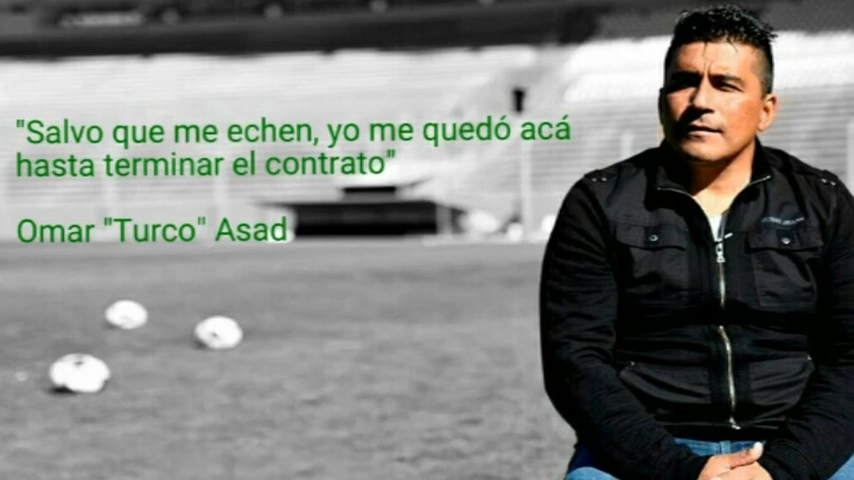 "Salvo que me echen, yo me quedó acá
hasta terminar el contrato"
Omar "Turco" Asad